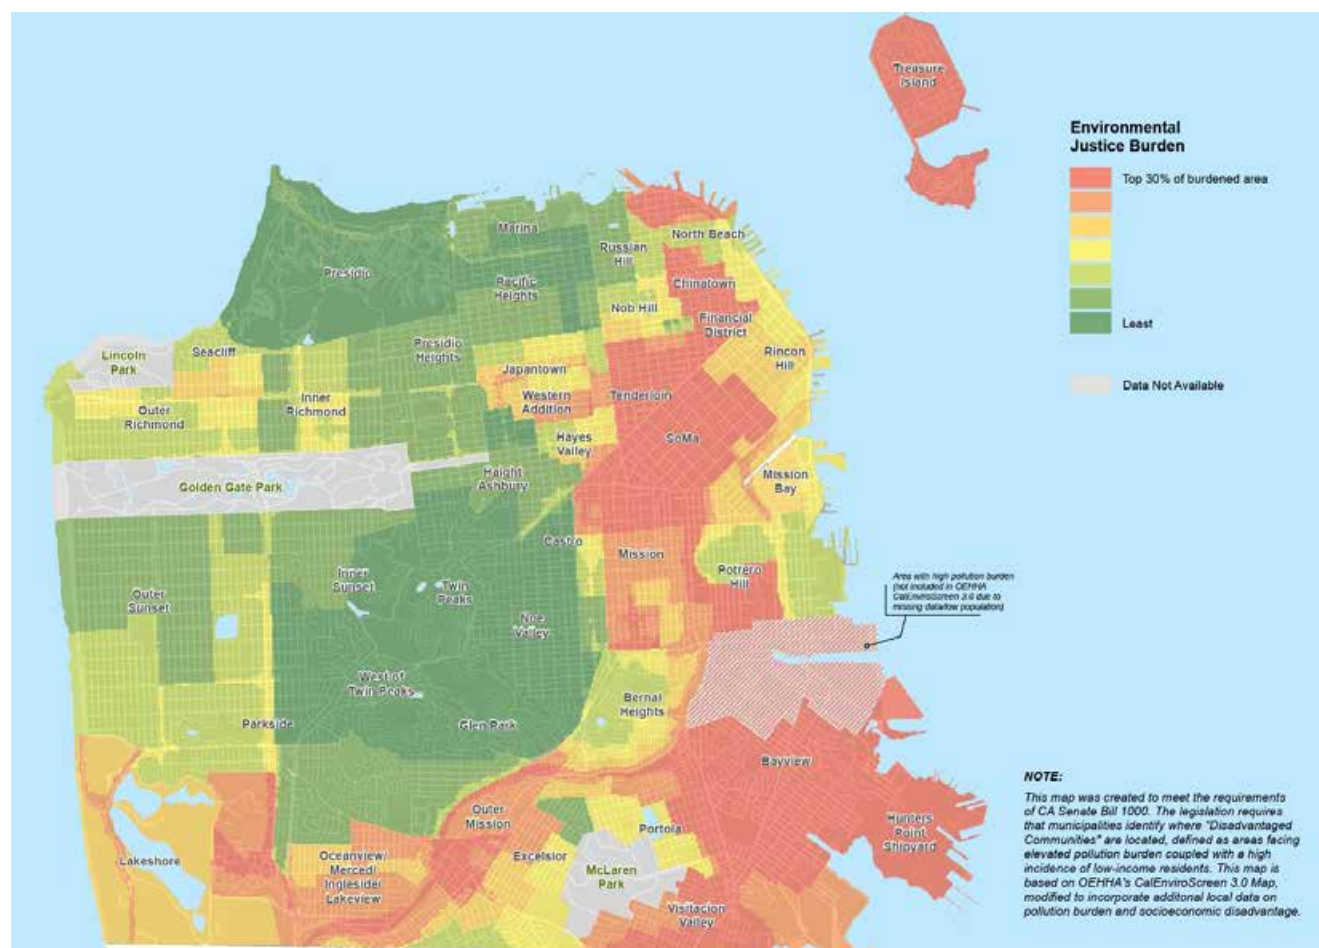 Treasure
Island
Environmental
Justice Burden
Top 30% of burdened area
Least
Data Not Available
Marina
Russian
Hill
North Beach
Presidio
Pacific
Heights
Chinatown
Nob Hill
Financial
District
Lincoln
Park
Seacliff
Presidio
Heights
Rincon
Hill
Japantown
Outer
Richmond
Inner
Richmond
Western
Addition
Tenderloin
Hayes
Valley
SoMa
Golden Gate Park
Haight
Ashbury
Mission
Bay
Castro
Mission
Potrero
Hill
Area with high pollution burden
(not included in OEHHA
CalEnviroScreen 3.0 due to
missing data/low population)
Outer
Sunset
Inner
Sunset
Twin
Peaks
Noe
Valley
West of
Twin Peaks
Bernal
Heights
Parkside
Glen Park
Bayview
Outer
Mission
Portola
Hunters
Point
Shipyard
Lakeshore
Oceanview/
Merced/
Ingleside/
Lakeview
Excelsior
McLaren
Park
Visitacion
Valley
NOTE:
This map was created to meet the requirements
of CA Senate Bill 1000. The legislation requires
that municipalities identify where "Disadvantaged
Communities" are located, defined as areas facing
elevated pollution burden coupled with a high
incidence of low-income residents. This map is
based on OEHHA's CalEnviroScreen 3.0 Map,
modified to incorporate additonal local data on
pollution burden and socioeconomic disadvantage.